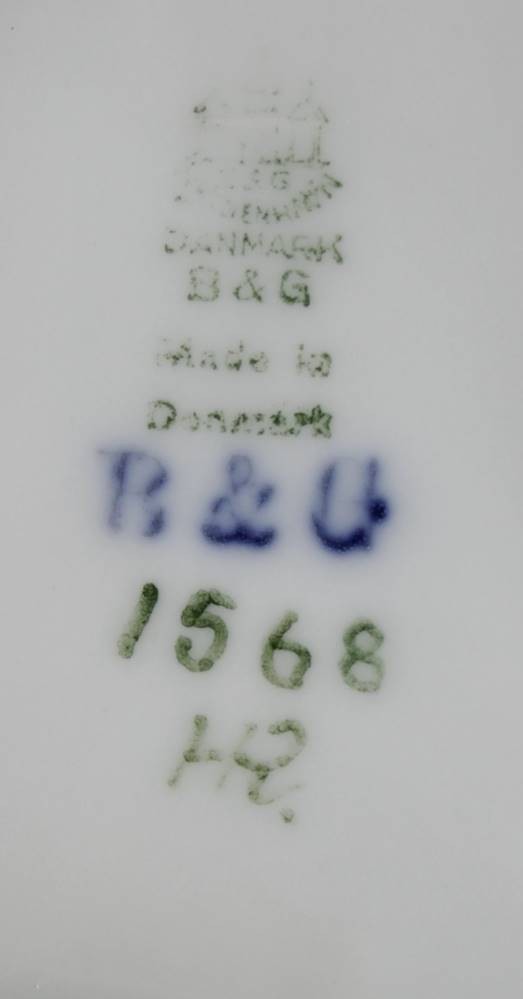 B&G
DANMARK
B & G
Made in
Denmark
B & G
1568